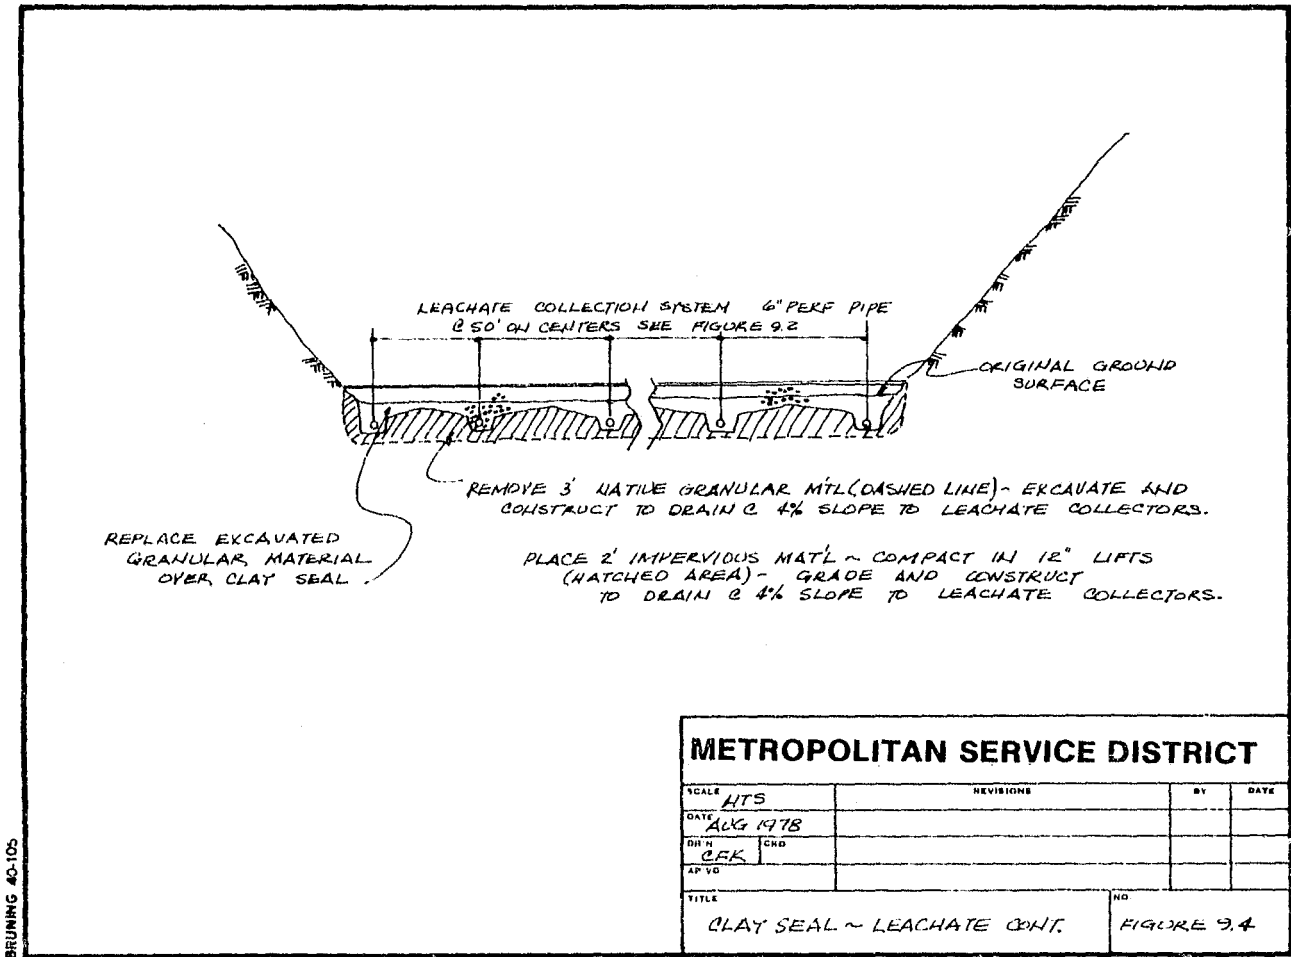 LEACHATE COLLECTION SYSTEM 6" PERF PIPE
@ 50' ON CENTERS SEE FIGURE 9.2
ORIGINAL GROUND
SURFACE
REMOVE 3' NATIVE GRANULAR MT'L (DASHED LINE) - EXCAVATE AND
CONSTRUCT TO DRAIN @ 4% SLOPE TO LEACHATE COLLECTORS.
REPLACE EXCAVATED
GRANULAR MATERIAL
OVER CLAY SEAL
PLACE 2' IMPERVIOUS MAT'L ~ COMPACT IN 12" LIFTS
(HATCHED AREA) - GRADE AND CONSTRUCT
TO DRAIN @ 4% SLOPE TO LEACHATE COLLECTORS.
METROPOLITAN SERVICE DISTRICT
SCALE NTS
REVISIONS BY DATE
DATE AUG 1978
DR'N CFK CKD
AP'VD
TITLE
CLAY SEAL ~ LEACHATE CONT.
NO.
FIGURE 9.4
BRUNING 40-105